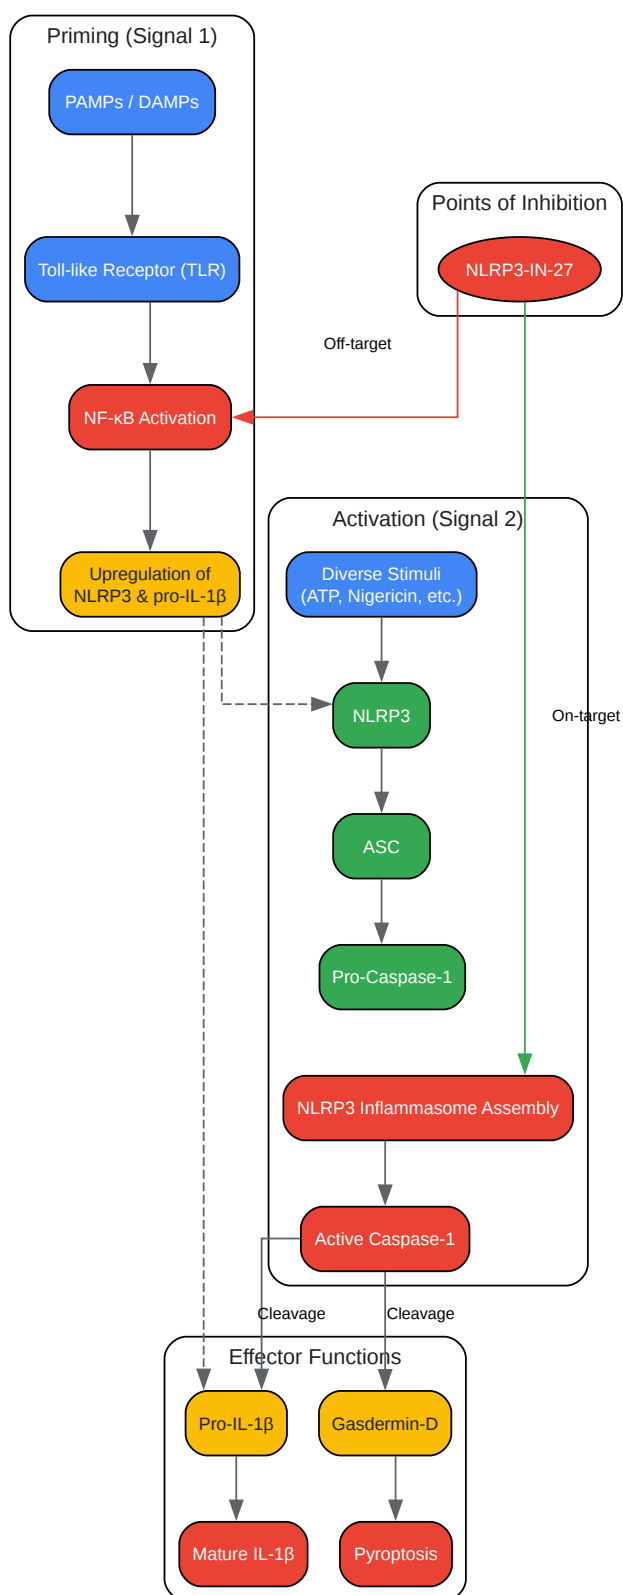 Priming (Signal 1)
PAMPs / DAMPs
Toll-like Receptor (TLR)
NF-κB Activation
Upregulation of
NLRP3 & pro-IL-1β
Points of Inhibition
NLRP3-IN-27
Off-target
On-target
Activation (Signal 2)
Diverse Stimuli
(ATP, Nigericin, etc.)
NLRP3
ASC
Pro-Caspase-1
NLRP3 Inflammasome Assembly
Active Caspase-1
Cleavage
Cleavage
Effector Functions
Pro-IL-1β
Gasdermin-D
Mature IL-1β
Pyroptosis